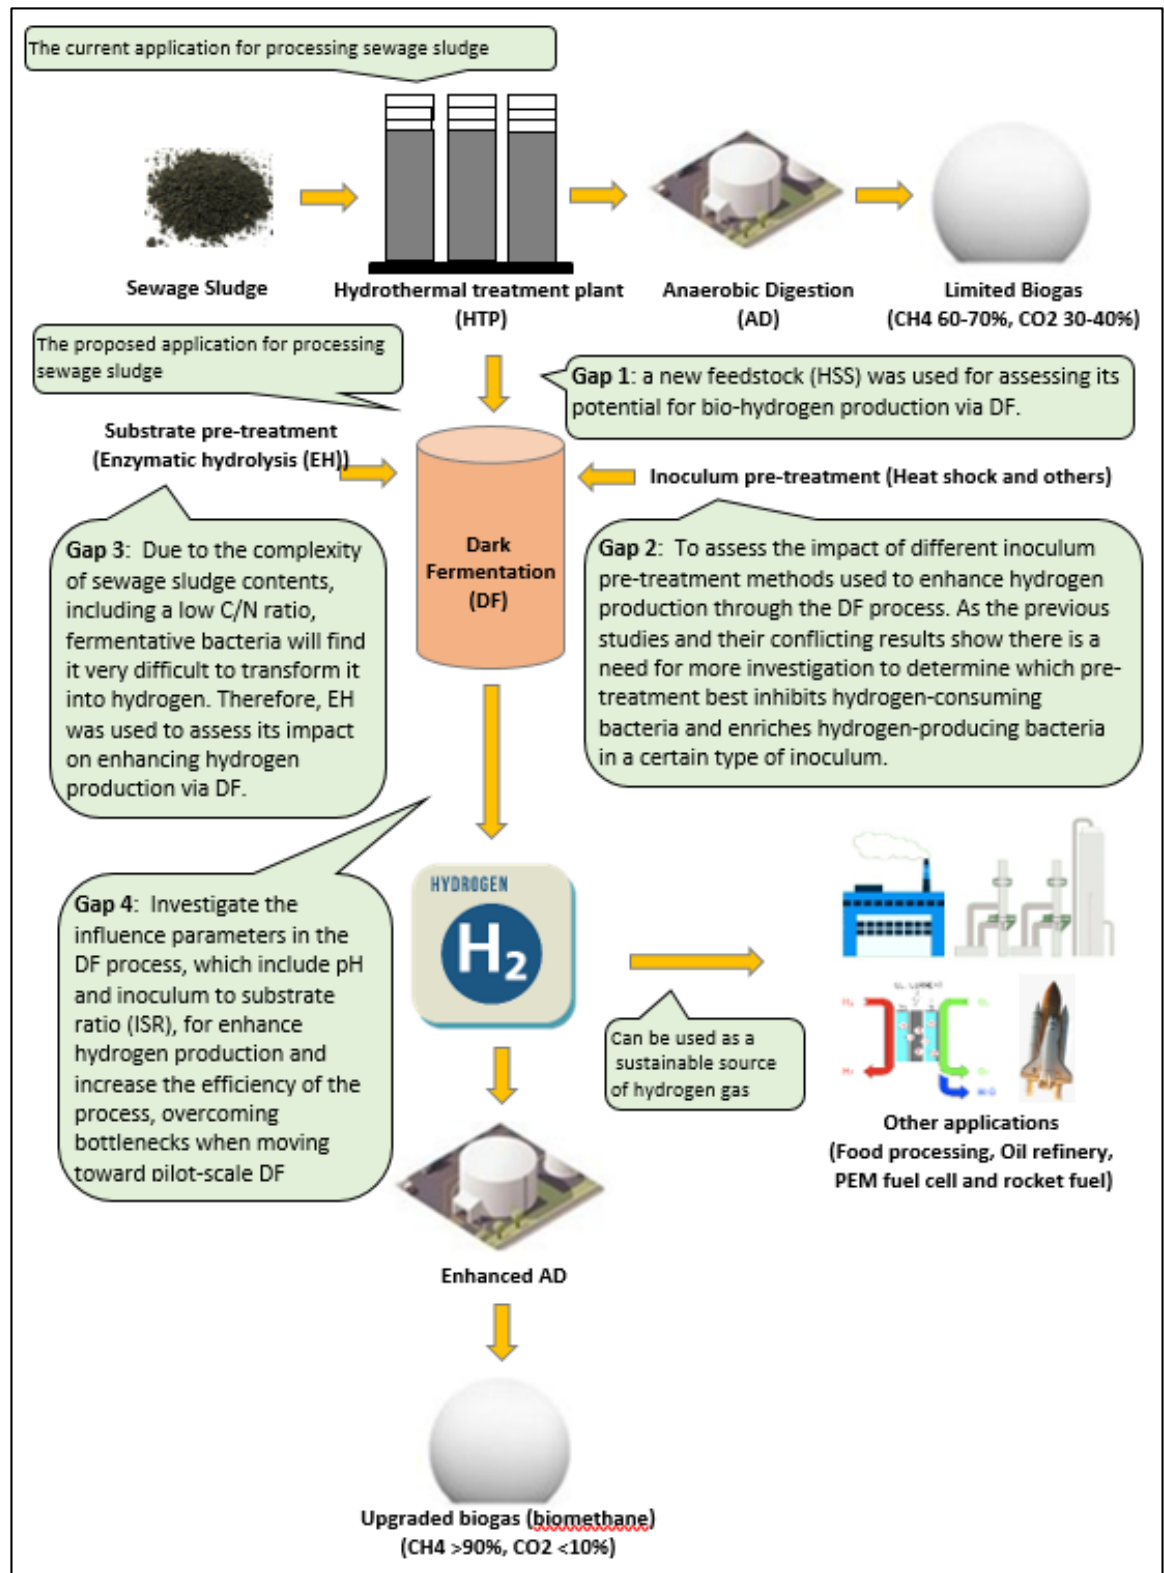 The current application for processing sewage sludge
Sewage Sludge
Hydrothermal treatment plant
(HTP)
Anaerobic Digestion
(AD)
Limited Biogas
(CH4 60-70%, CO2 30-40%)
The proposed application for processing
sewage sludge
Gap 1: a new feedstock (HSS) was used for assessing its
potential for bio-hydrogen production via DF.
Substrate pre-treatment
(Enzymatic hydrolysis (EH))
Inoculum pre-treatment (Heat shock and others)
Dark
Fermentation
(DF)
Gap 3: Due to the complexity
of sewage sludge contents,
including a low C/N ratio,
fermentative bacteria will find
it very difficult to transform it
into hydrogen. Therefore, EH
was used to assess its impact
on enhancing hydrogen
production via DF.
Gap 2: To assess the impact of different inoculum
pre-treatment methods used to enhance hydrogen
production through the DF process. As the previous
studies and their conflicting results show there is a
need for more investigation to determine which pre-
treatment best inhibits hydrogen-consuming
bacteria and enriches hydrogen-producing bacteria
in a certain type of inoculum.
HYDROGEN
H2
Gap 4: Investigate the
influence parameters in the
DF process, which include pH
and inoculum to substrate
ratio (ISR), for enhance
hydrogen production and
increase the efficiency of the
process, overcoming
bottlenecks when moving
toward pilot-scale DF
Can be used as a
sustainable source
of hydrogen gas
Other applications
(Food processing, Oil refinery,
PEM fuel cell and rocket fuel)
Enhanced AD
Upgraded biogas (biomethane)
(CH4 >90%, CO2 <10%)